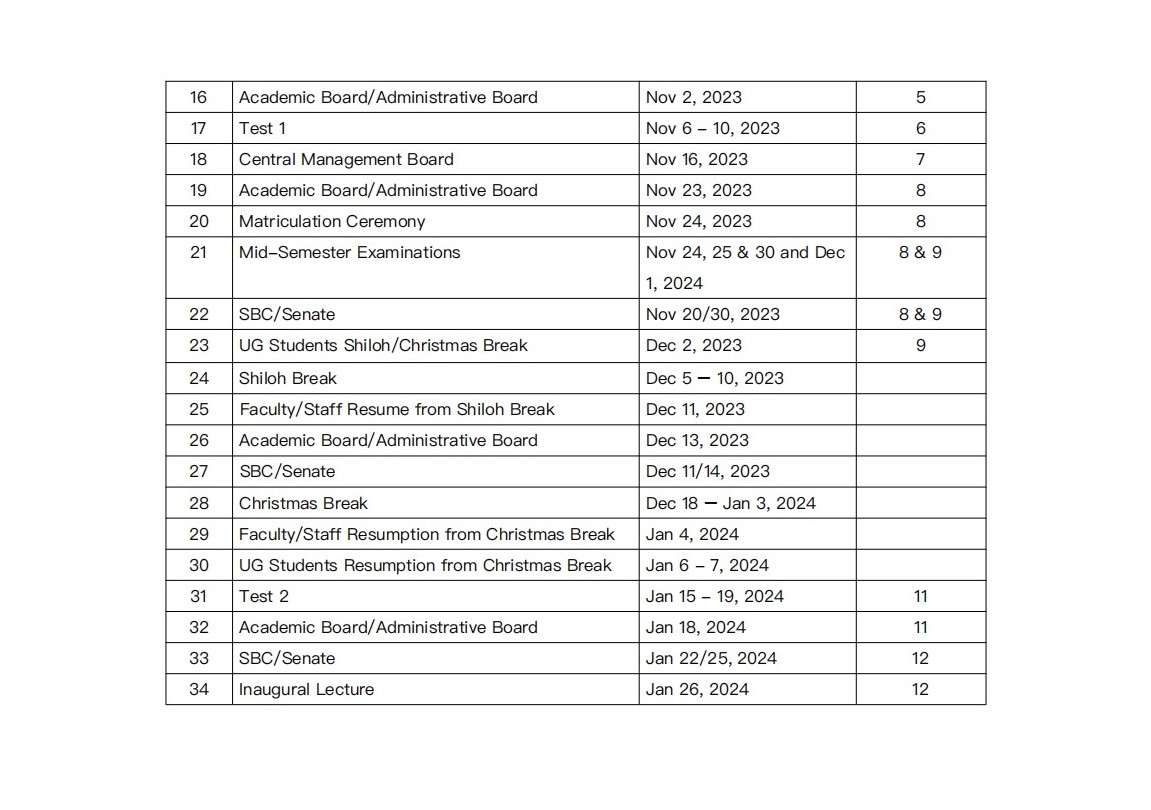 16 Academic Board/Administrative Board Nov 2, 2023 5
17 Test 1 Nov 6 – 10, 2023 6
18 Central Management Board Nov 16, 2023 7
19 Academic Board/Administrative Board Nov 23, 2023 8
20 Matriculation Ceremony Nov 24, 2023 8
21 Mid–Semester Examinations Nov 24, 25 & 30 and Dec 8 & 9
1, 2024
22 SBC/Senate Nov 20/30, 2023 8 & 9
23 UG Students Shiloh/Christmas Break Dec 2, 2023 9
24 Shiloh Break Dec 5 – 10, 2023
25 Faculty/Staff Resume from Shiloh Break Dec 11, 2023
26 Academic Board/Administrative Board Dec 13, 2023
27 SBC/Senate Dec 11/14, 2023
28 Christmas Break Dec 18 – Jan 3, 2024
29 Faculty/Staff Resumption from Christmas Break Jan 4, 2024
30 UG Students Resumption from Christmas Break Jan 6 – 7, 2024
31 Test 2 Jan 15 – 19, 2024 11
32 Academic Board/Administrative Board Jan 18, 2024 11
33 SBC/Senate Jan 22/25, 2024 12
34 Inaugural Lecture Jan 26, 2024 12